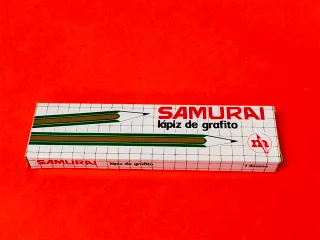 SAMURAI
lápiz de grafito
SAMURAI lápiz de grafito 1 docena